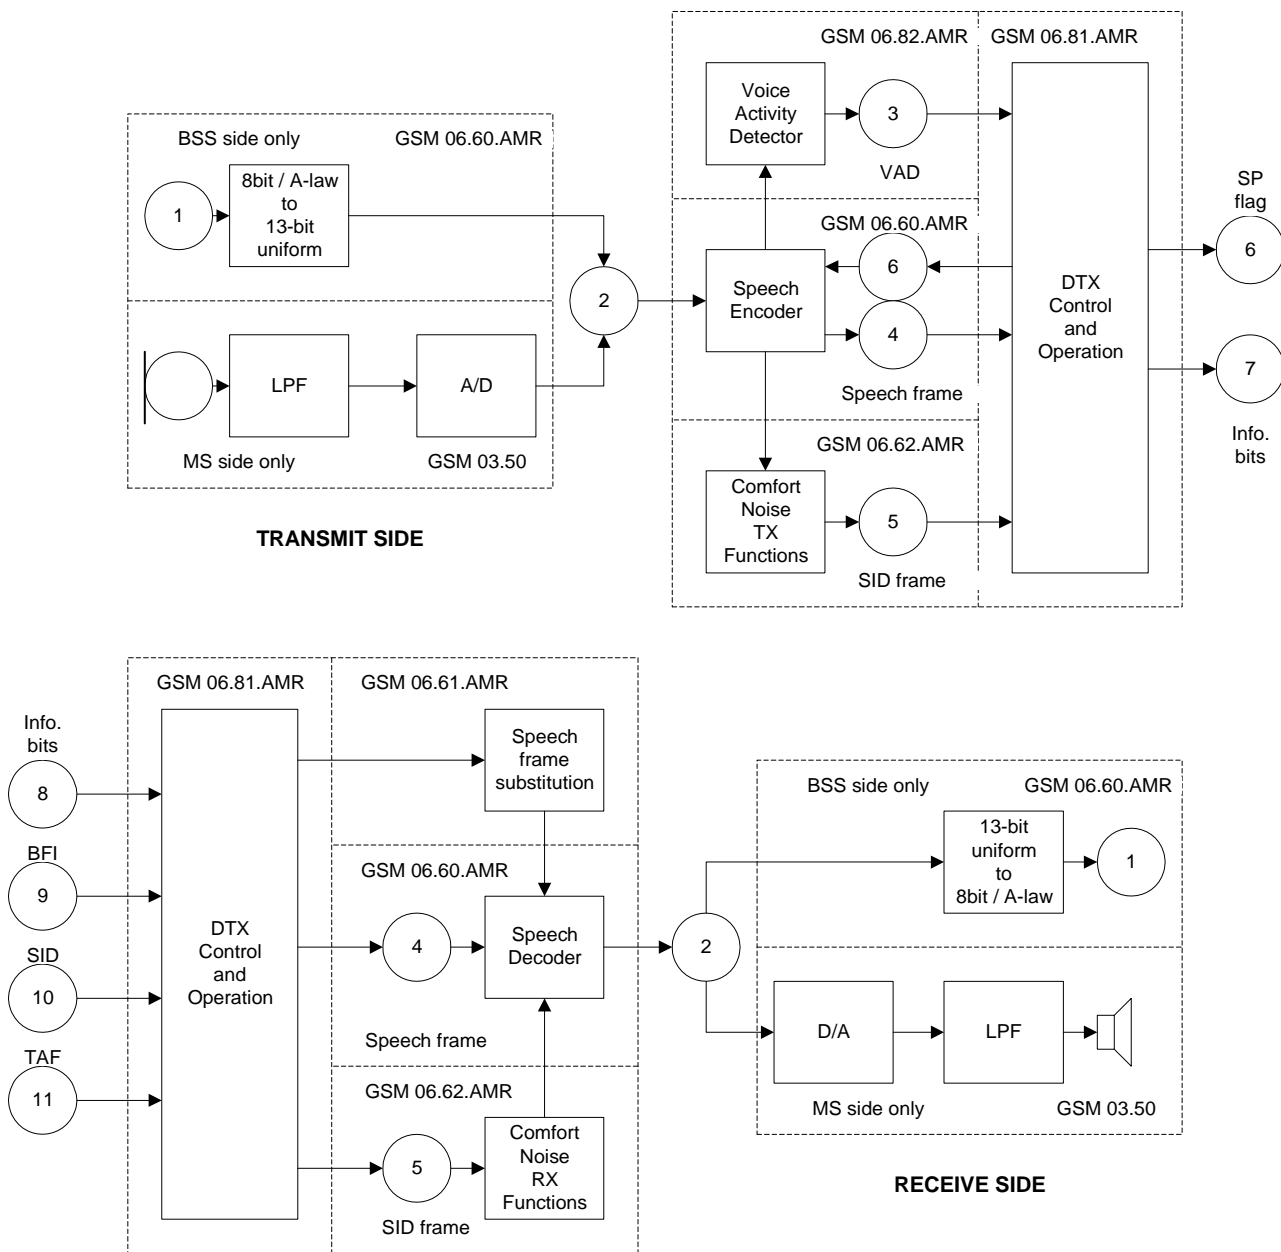 GSM 06.82.AMR
GSM 06.81.AMR
Voice
Activity
Detector
3
VAD
BSS side only
GSM 06.60.AMR
1
8bit / A-law
to
13-bit
uniform
2
LPF
A/D
MS side only
GSM 03.50
TRANSMIT SIDE
GSM 06.60.AMR
Speech
Encoder
6
4
Speech frame
GSM 06.62.AMR
Comfort
Noise
TX
Functions
5
SID frame
DTX
Control
and
Operation
SP
flag
6
7
Info.
bits
GSM 06.81.AMR
GSM 06.61.AMR
Info.
bits
8
BFI
9
SID
10
TAF
11
DTX
Control
and
Operation
Speech
frame
substitution
GSM 06.60.AMR
4
Speech
Decoder
Speech frame
GSM 06.62.AMR
5
Comfort
Noise
RX
Functions
SID frame
2
BSS side only
GSM 06.60.AMR
13-bit
uniform
to
8bit / A-law
1
D/A
LPF
MS side only
GSM 03.50
RECEIVE SIDE